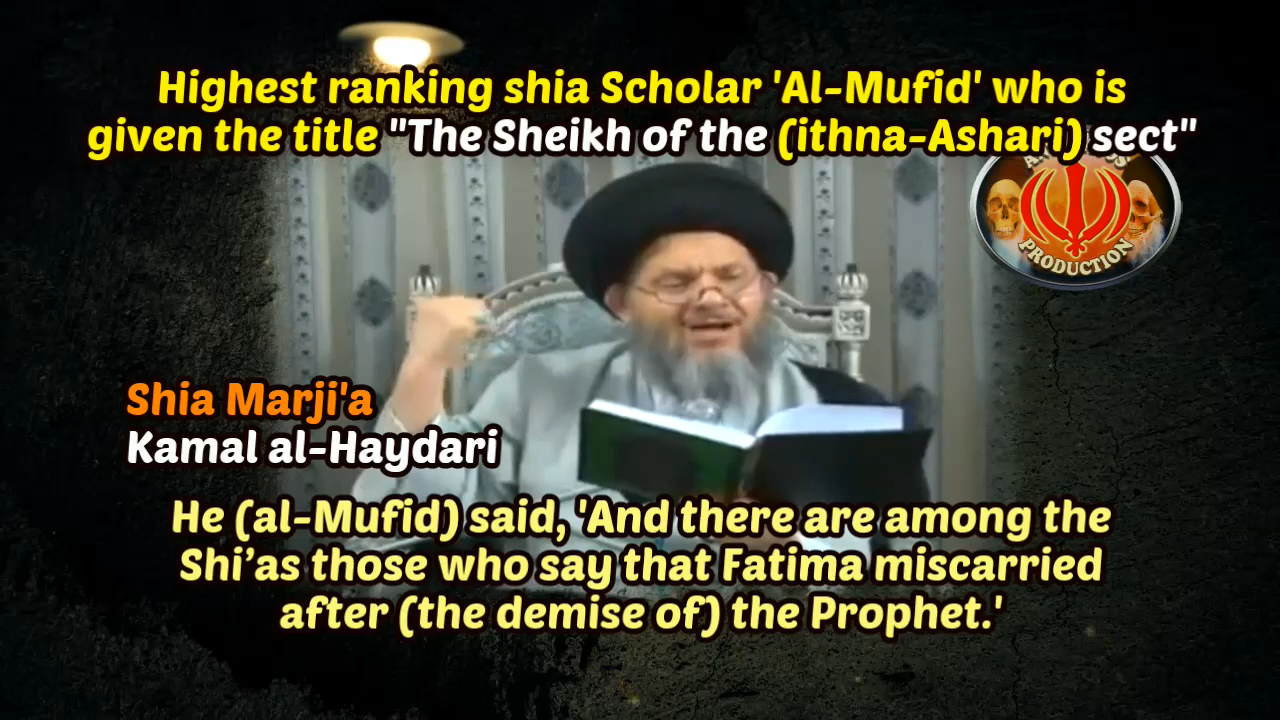 Highest ranking shia Scholar 'Al-Mufid' who is
given the title "The Sheikh of the (ithna-Ashari) sect"
PRODUCTION
Shia Marji'a
Kamal al-Haydari
He (al-Mufid) said, 'And there are among the
Shi’as those who say that Fatima miscarried
after (the demise of) the Prophet.'